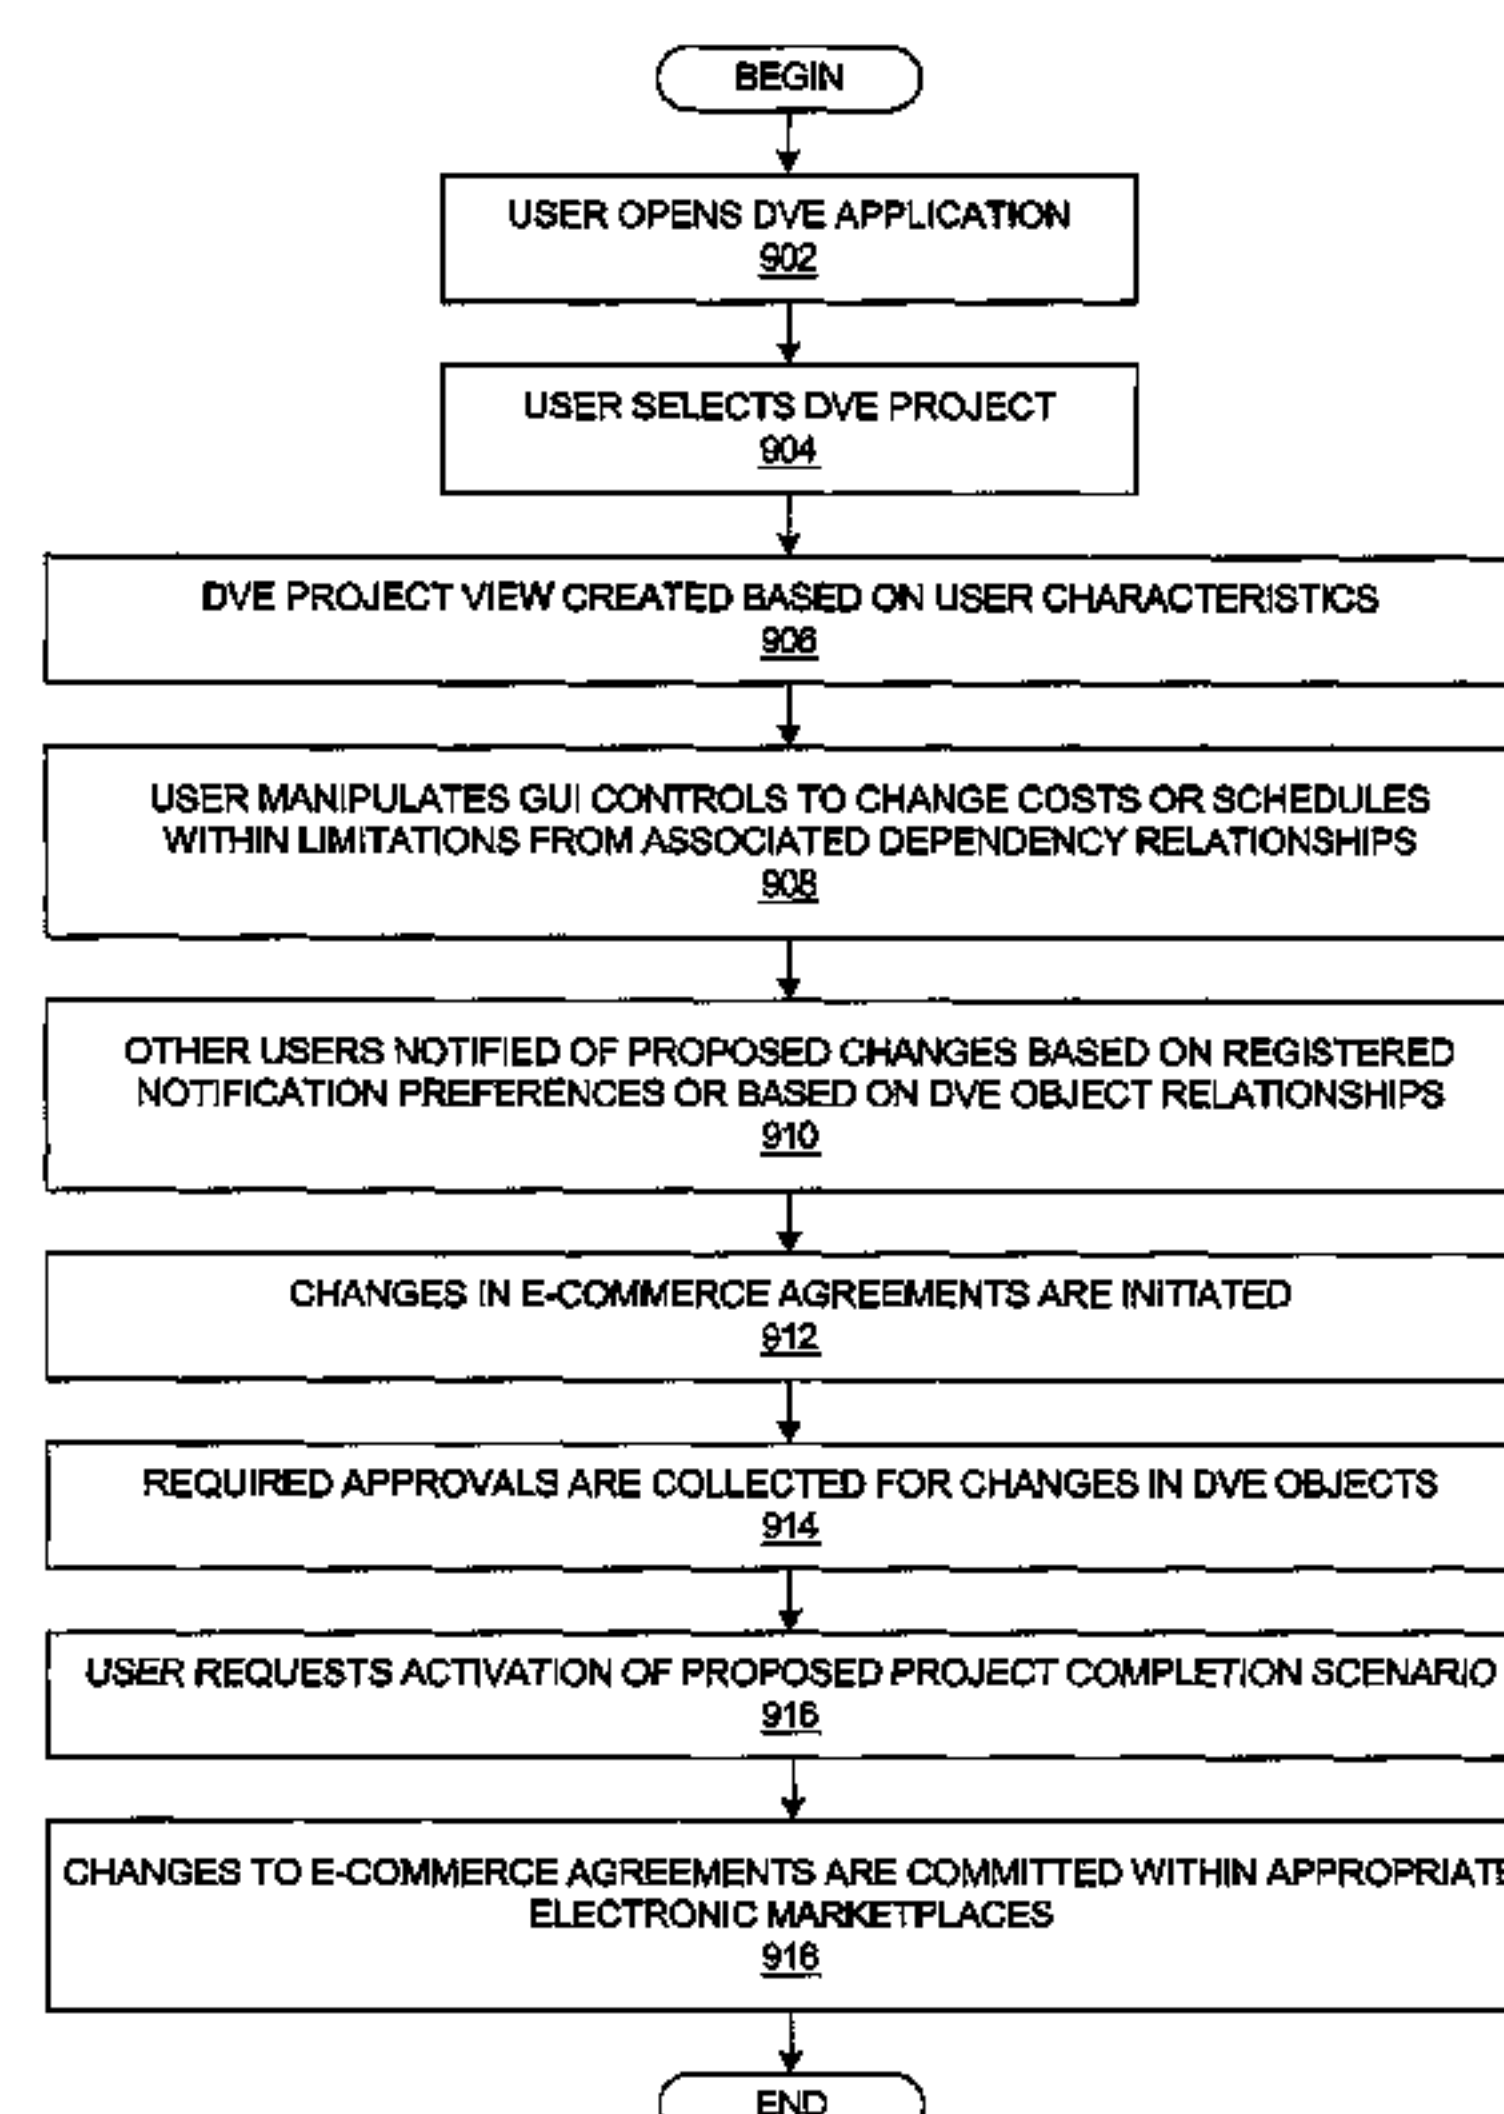 BEGIN
USER OPENS DVE APPLICATION
902
USER SELECTS DVE PROJECT
904
DVE PROJECT VIEW CREATED BASED ON USER CHARACTERISTICS
906
USER MANIPULATES GUI CONTROLS TO CHANGE COSTS OR SCHEDULES
WITHIN LIMITATIONS FROM ASSOCIATED DEPENDENCY RELATIONSHIPS
908
OTHER USERS NOTIFIED OF PROPOSED CHANGES BASED ON REGISTERED
NOTIFICATION PREFERENCES OR BASED ON DVE OBJECT RELATIONSHIPS
910
CHANGES IN E-COMMERCE AGREEMENTS ARE INITIATED
912
REQUIRED APPROVALS ARE COLLECTED FOR CHANGES IN DVE OBJECTS
914
USER REQUESTS ACTIVATION OF PROPOSED PROJECT COMPLETION SCENARIO
916
CHANGES TO E-COMMERCE AGREEMENTS ARE COMMITTED WITHIN APPROPRIATE
ELECTRONIC MARKETPLACES
916
END